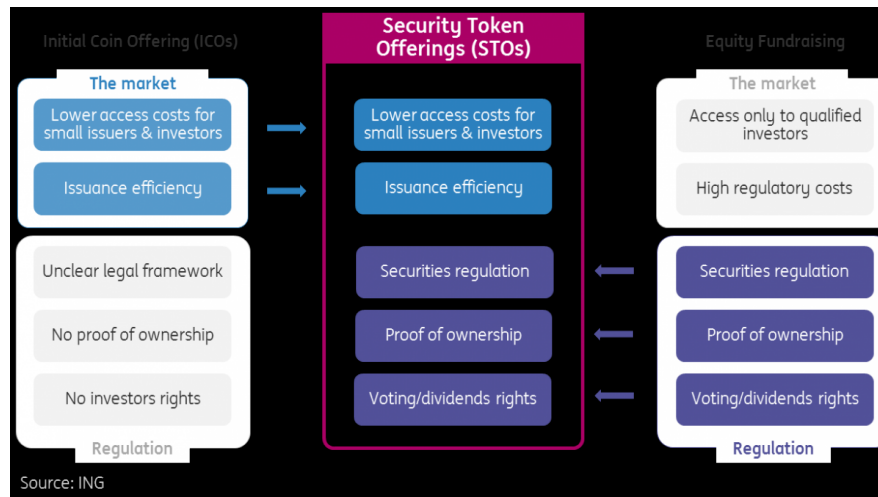 Initial Coin Offering (ICOs)
Security Token
Offerings (STOs)
Equity Fundraising
The market
Lower access costs for
small issuers & investors
Issuance efficiency
Unclear legal framework
No proof of ownership
No investors rights
Regulation
Lower access costs for
small issuers & investors
Issuance efficiency
Securities regulation
Proof of ownership
Voting/dividends rights
The market
Access only to qualified
investors
High regulatory costs
Securities regulation
Proof of ownership
Voting/dividends rights
Regulation
Source: ING